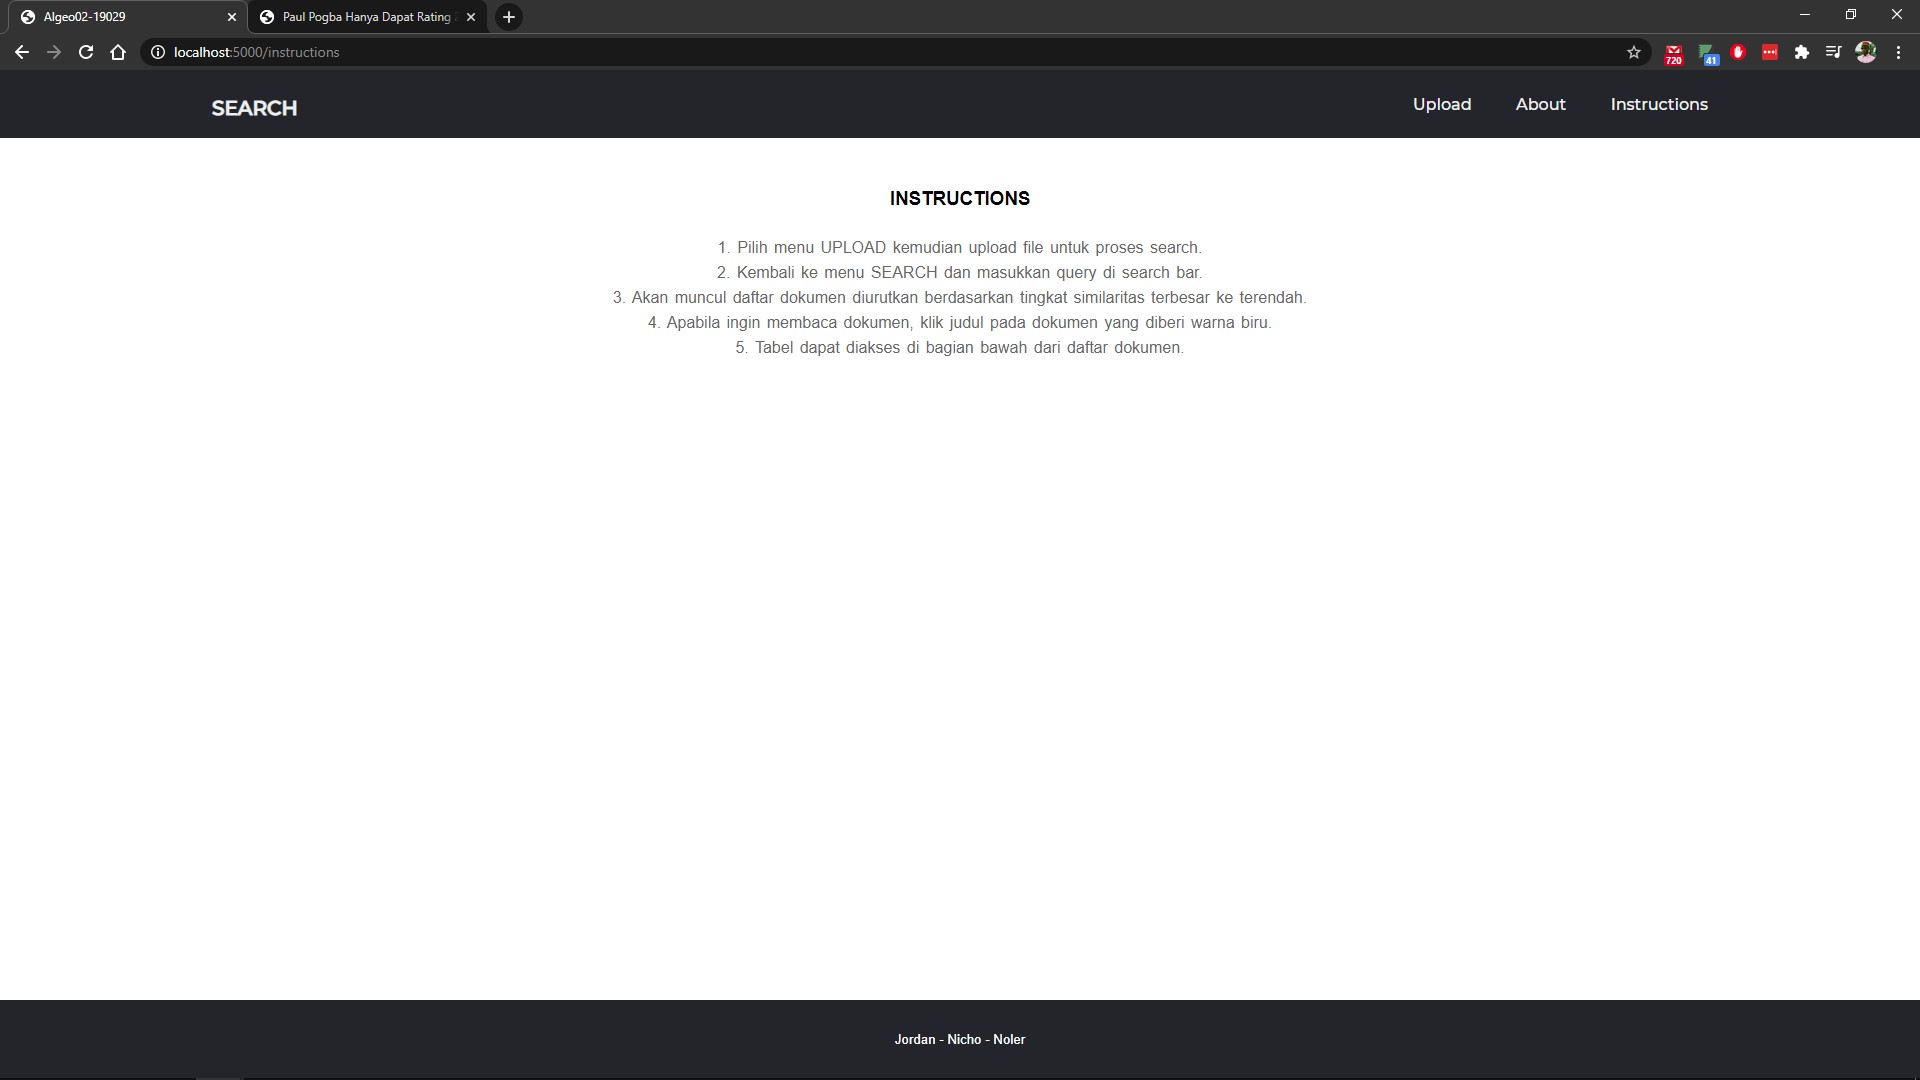 Algeo02-19029
Paul Pogba Hanya Dapat Rating
localhost:5000/instructions
720
41
SEARCH
Upload
About
Instructions
INSTRUCTIONS
1. Pilih menu UPLOAD kemudian upload file untuk proses search.
2. Kembali ke menu SEARCH dan masukkan query di search bar.
3. Akan muncul daftar dokumen diurutkan berdasarkan tingkat similaritas terbesar ke terendah.
4. Apabila ingin membaca dokumen, klik judul pada dokumen yang diberi warna biru.
5. Tabel dapat diakses di bagian bawah dari daftar dokumen.
Jordan - Nicho - Noler